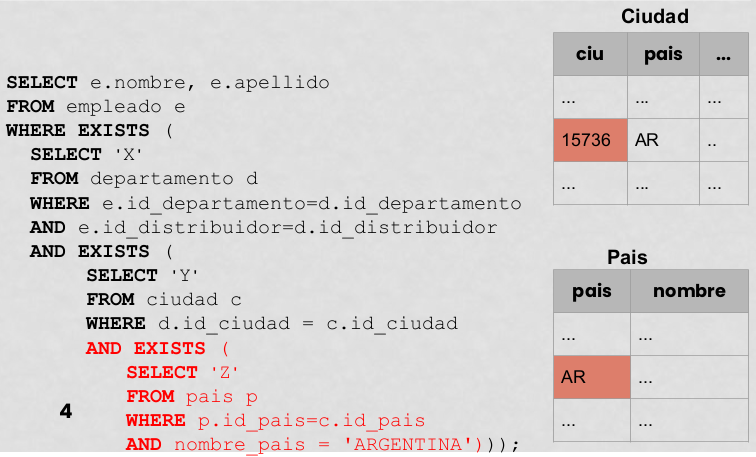 SELECT e.nombre, e.apellido
FROM empleado e
WHERE EXISTS (
SELECT 'X'
FROM departamento d
WHERE e.id_departamento=d.id_departamento
AND e.id_distribuidor=d.id_distribuidor
AND EXISTS (
SELECT 'Y'
FROM ciudad c
WHERE d.id_ciudad = c.id_ciudad
AND EXISTS (
SELECT 'Z'
FROM pais p
4
WHERE p.id_pais=c.id_pais
AND nombre_pais = 'ARGENTINA')));
Ciudad
ciu pais ...
... ... ...
15736 AR ..
... ... ...
Pais
pais nombre
... ...
AR ...
... ...